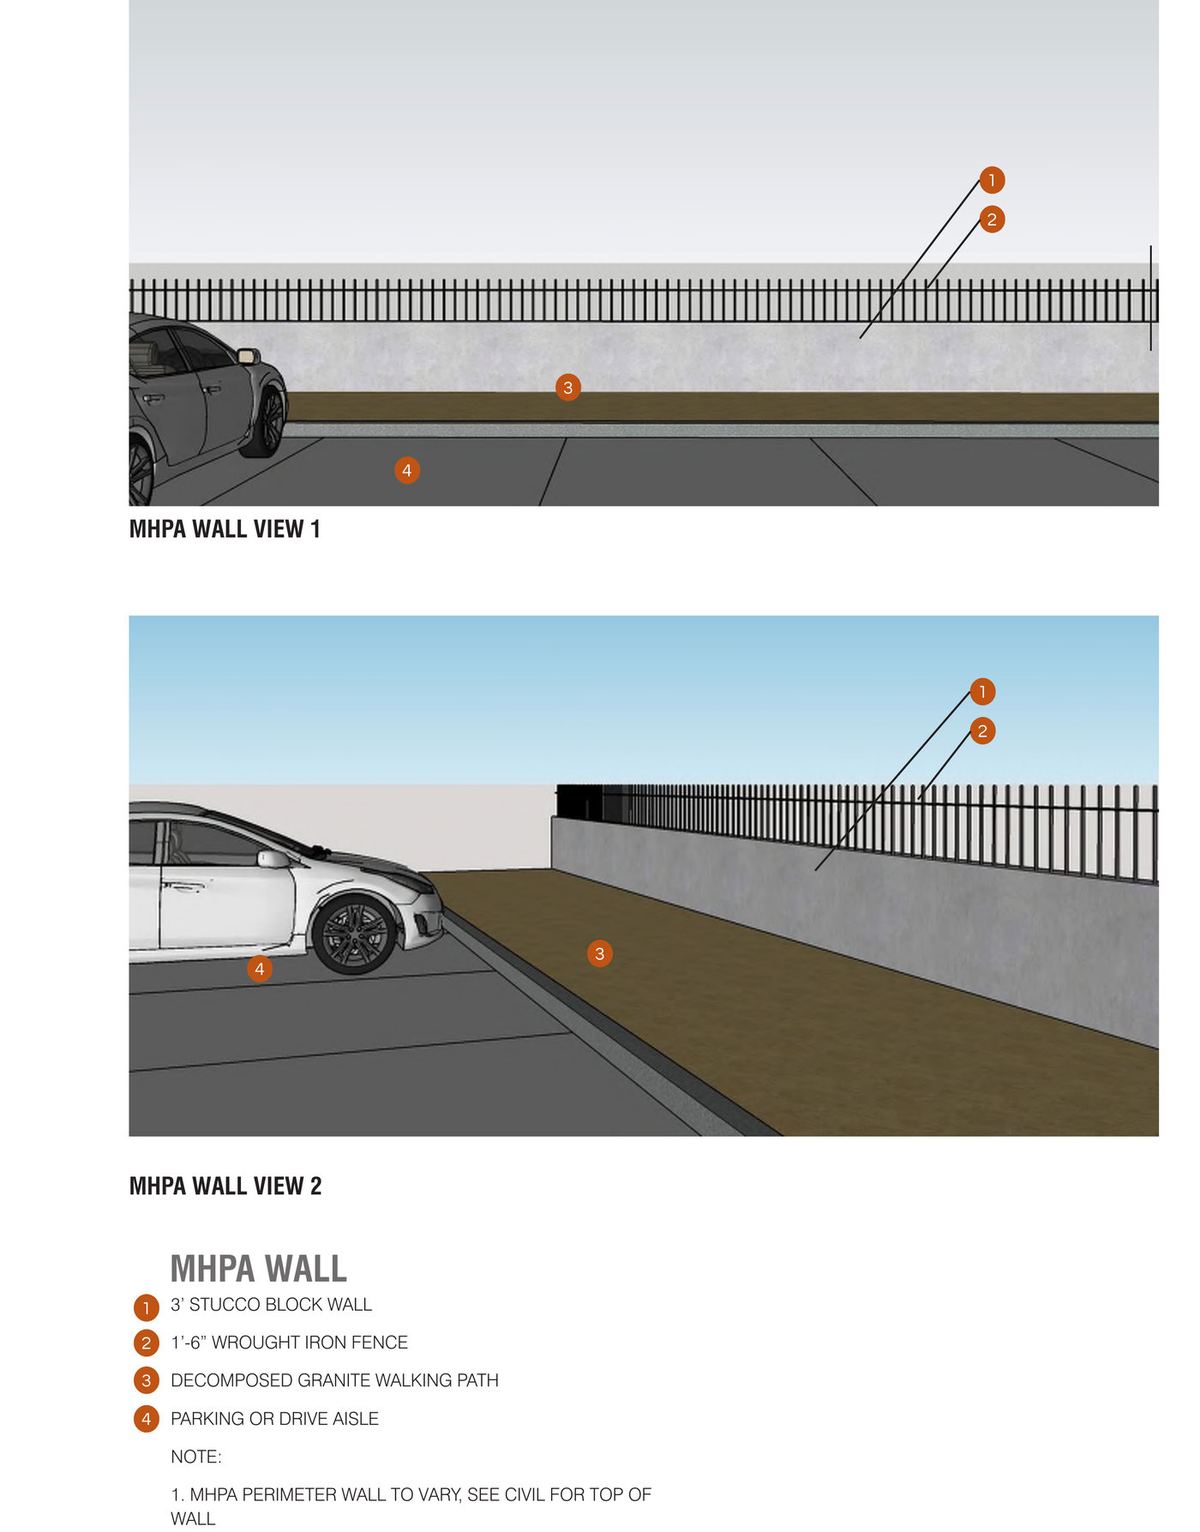 1
2
3
4
MHPA WALL VIEW 1
1
2
3
4
MHPA WALL VIEW 2
MHPA WALL
1 3’ STUCCO BLOCK WALL
2 1’-6” WROUGHT IRON FENCE
3 DECOMPOSED GRANITE WALKING PATH
4 PARKING OR DRIVE AISLE
NOTE:
1. MHPA PERIMETER WALL TO VARY, SEE CIVIL FOR TOP OF
WALL